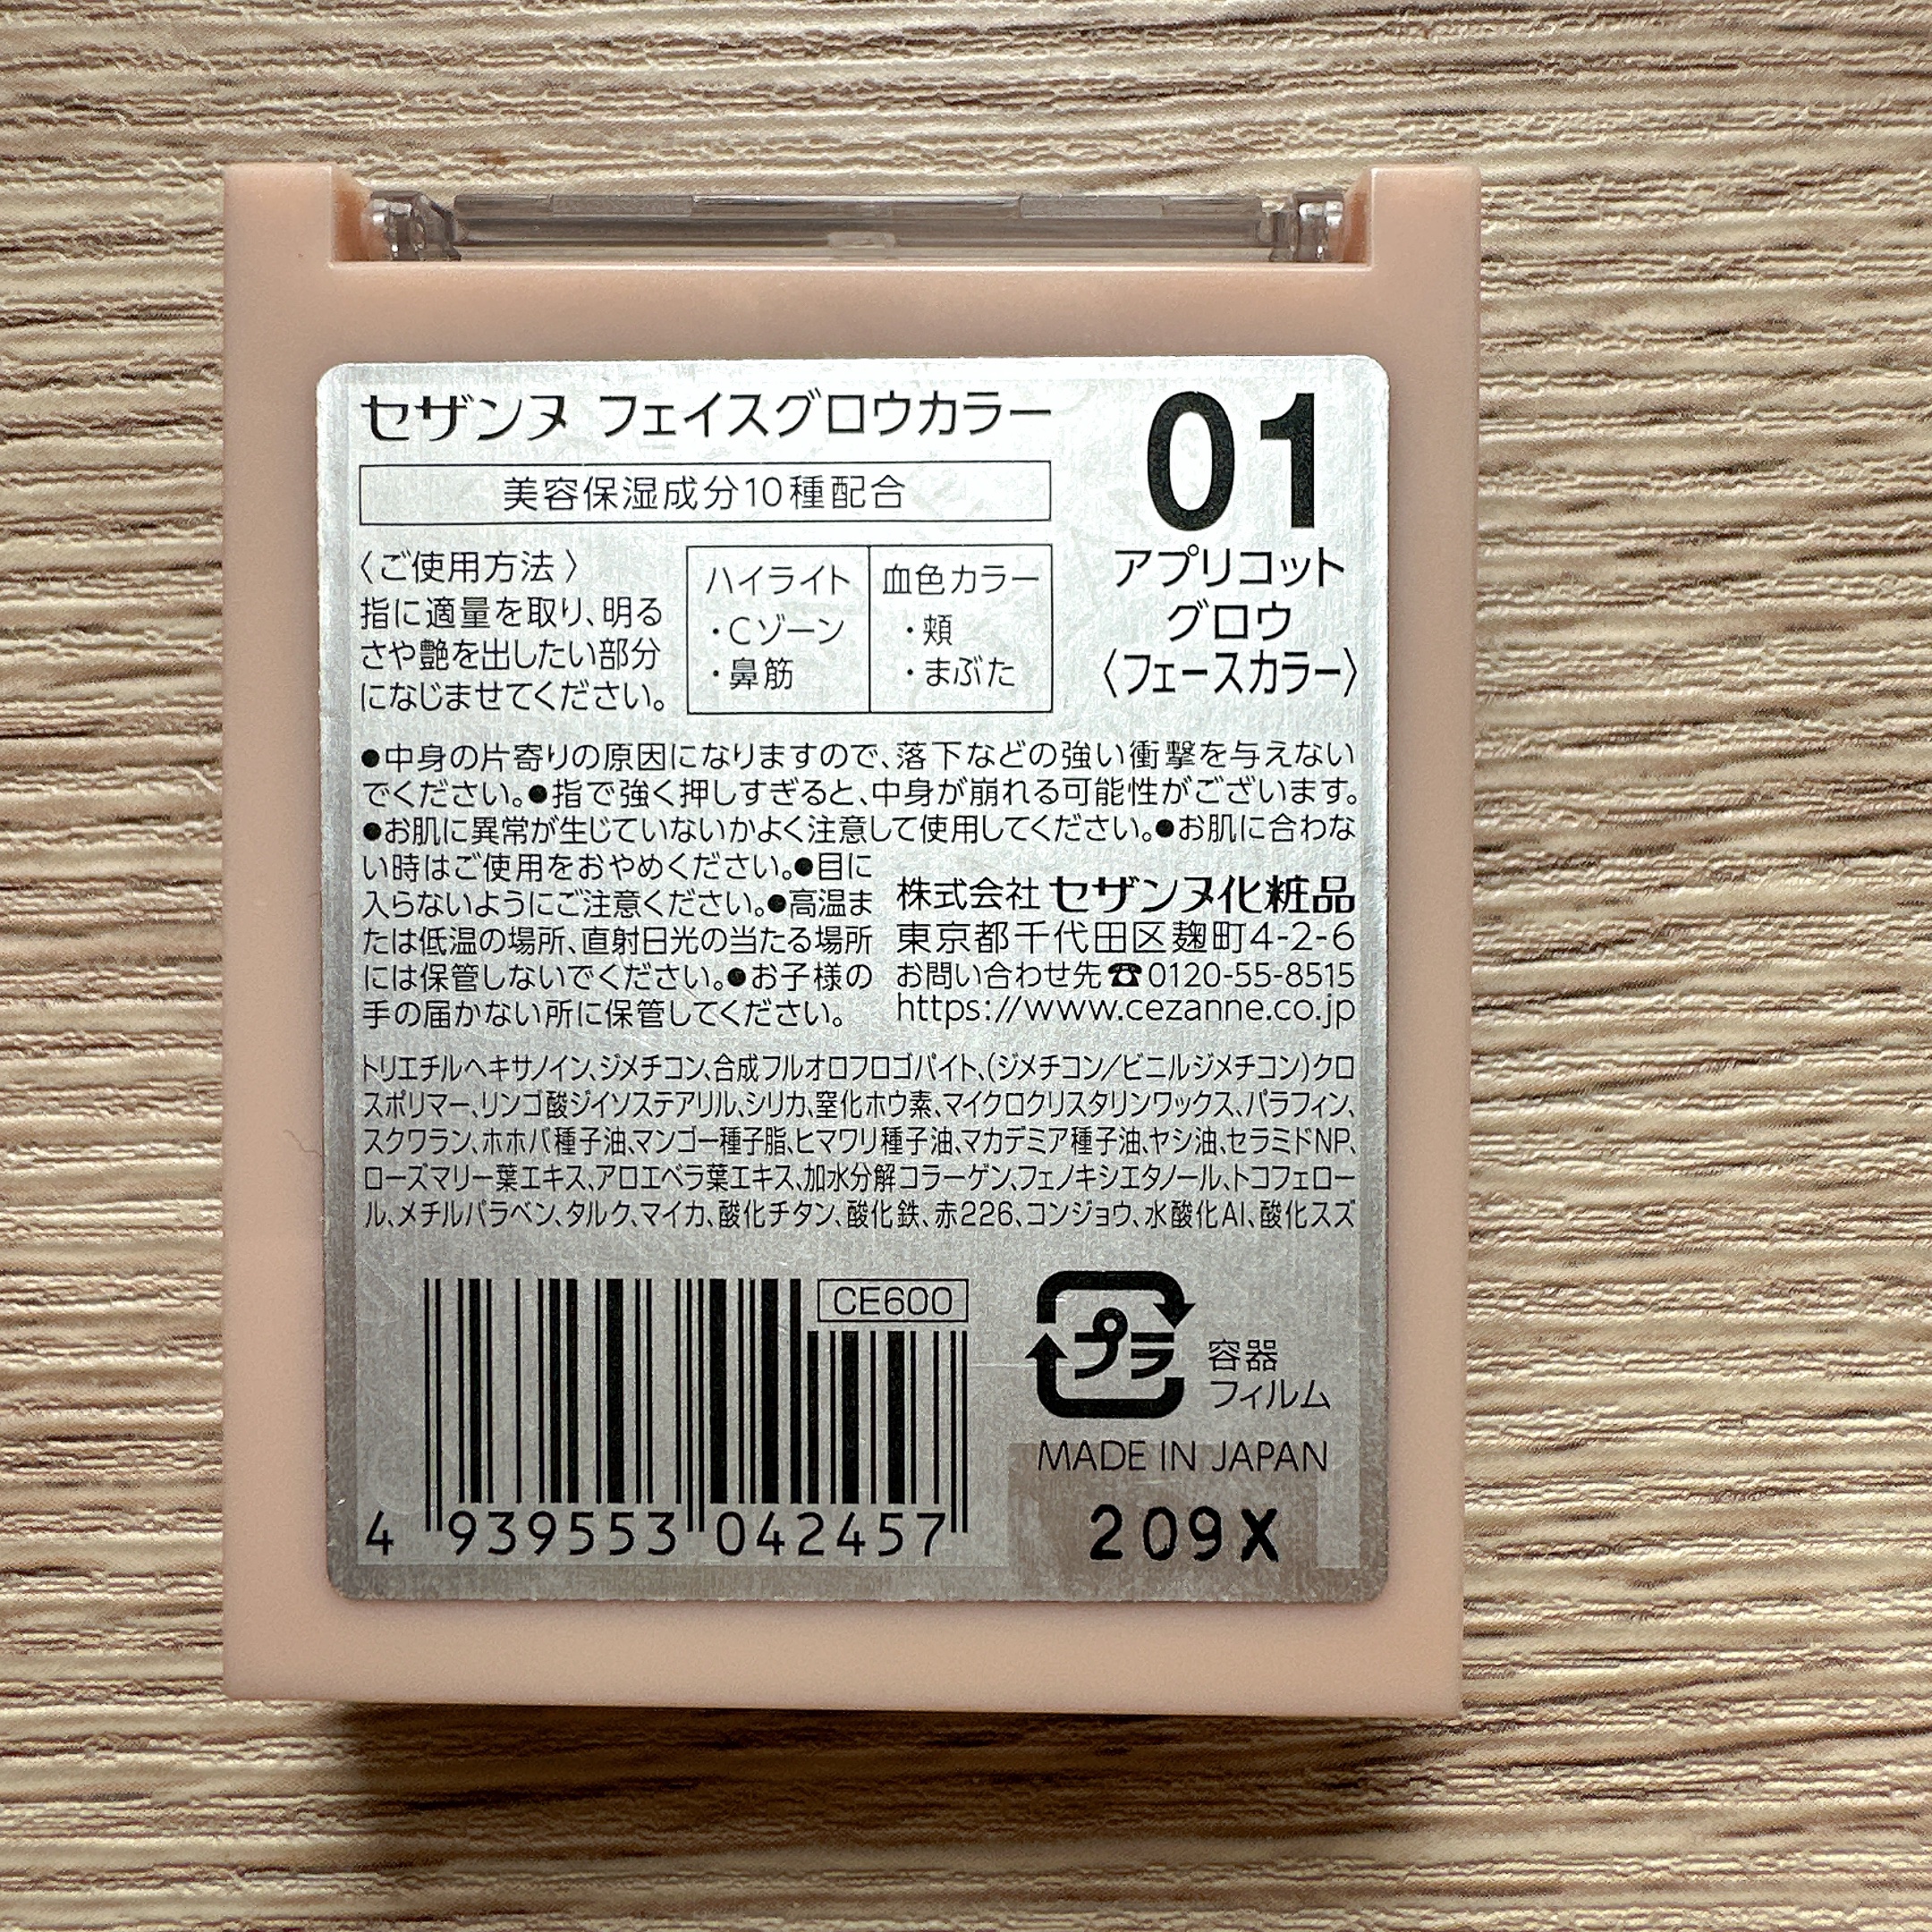 セザンヌ フェイスグロウカラー
美容保湿成分10種配合
01
アプリコット
グロウ
〈フェースカラー〉
〈ご使用方法〉
指に適量を取り、明る
さや艶を出したい部分
になじませてください。
ハイライト
・Cゾーン
・鼻筋
血色カラー
・頬
・まぶた
●中身の片寄りの原因になりますので、落下などの強い衝撃を与えない
でください。●指で強く押しすぎると、中身が崩れる可能性がございます。
●お肌に異常が生じていないかよく注意して使用してください。●お肌に合わな
い時はご使用をおやめください。●目に
入らないようにご注意ください。●高温ま
たは低温の場所、直射日光の当たる場所
には保管しないでください。●お子様の
手の届かない所に保管してください。
株式会社 セザンヌ化粧品
東京都千代田区麹町4-2-6
お問い合わせ先☎0120-55-8515
https://www.cezanne.co.jp
トリエチルヘキサノイン、ジメチコン、合成フルオロフロゴパイト、(ジメチコン/ビニルジメチコン)クロ
スポリマー、リンゴ酸ジイソステアリル、シリカ、窒化ホウ素、マイクロクリスタリンワックス、パラフィン、
スクワラン、ホホバ種子油、マンゴー種子脂、ヒマワリ種子油、マカデミア種子油、ヤシ油、セラミドNP、
ローズマリー葉エキス、アロエベラ葉エキス、加水分解コラーゲン、フェノキシエタノール、トコフェロー
ル、メチルパラベン、タルク、マイカ、酸化チタン、酸化鉄、赤226、コンジョウ、水酸化Al、酸化スズ
CE600
4 939553 042457
プラ
容器
フィルム
MADE IN JAPAN
209X